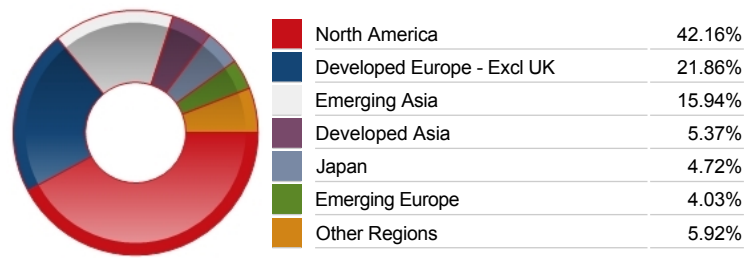 North America 42.16%
Developed Europe - Excl UK 21.86%
Emerging Asia 15.94%
Developed Asia 5.37%
Japan 4.72%
Emerging Europe 4.03%
Other Regions 5.92%